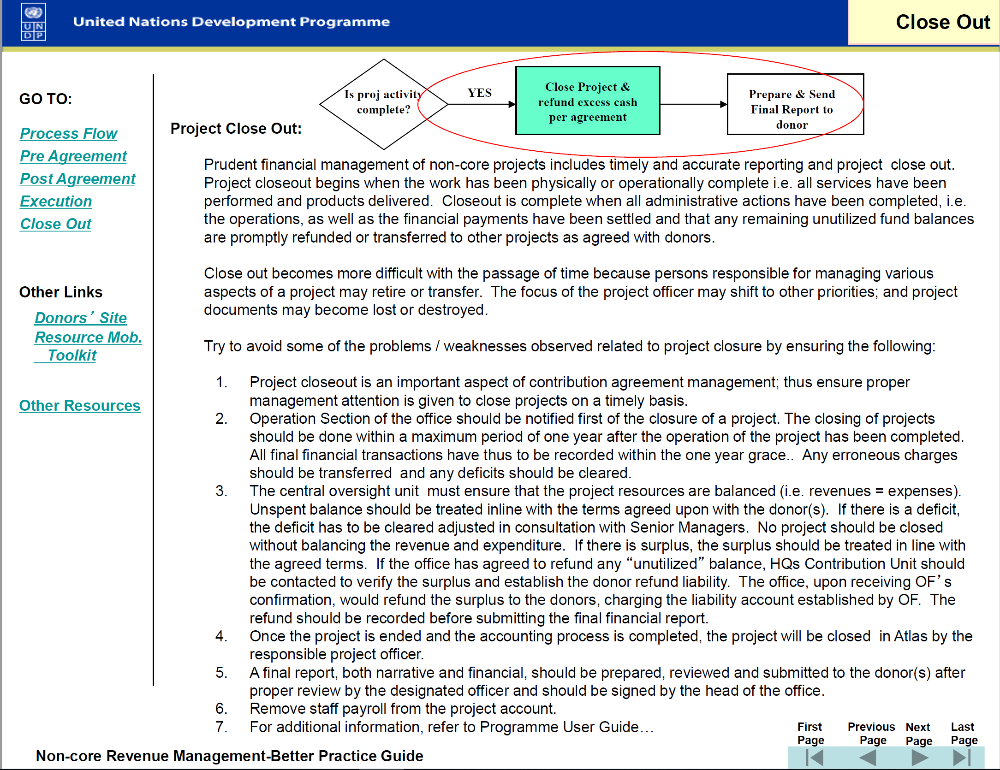 UN
DP
United Nations Development Programme
Close Out
GO TO:
Process Flow
Pre Agreement
Post Agreement
Execution
Close Out
Other Links
Donors’ Site
Resource Mob.
Toolkit
Other Resources
Is proj activity
complete?
YES
Close Project &
refund excess cash
per agreement
Prepare & Send
Final Report to
donor
Project Close Out:
Prudent financial management of non-core projects includes timely and accurate reporting and project  close out.
Project closeout begins when the work has been physically or operationally complete i.e. all services have been
performed and products delivered.  Closeout is complete when all administrative actions have been completed, i.e.
the operations, as well as the financial payments have been settled and that any remaining unutilized fund balances
are promptly refunded or transferred to other projects as agreed with donors.
Close out becomes more difficult with the passage of time because persons responsible for managing various
aspects of a project may retire or transfer.  The focus of the project officer may shift to other priorities; and project
documents may become lost or destroyed.
Try to avoid some of the problems / weaknesses observed related to project closure by ensuring the following:
1. Project closeout is an important aspect of contribution agreement management; thus ensure proper
management attention is given to close projects on a timely basis.
2. Operation Section of the office should be notified first of the closure of a project. The closing of projects
should be done within a maximum period of one year after the operation of the project has been completed.
All final financial transactions have thus to be recorded within the one year grace..  Any erroneous charges
should be transferred  and any deficits should be cleared.
3. The central oversight unit  must ensure that the project resources are balanced (i.e. revenues = expenses).
Unspent balance should be treated inline with the terms agreed upon with the donor(s).  If there is a deficit,
the deficit has to be cleared adjusted in consultation with Senior Managers.  No project should be closed
without balancing the revenue and expenditure.  If there is surplus, the surplus should be treated in line with
the agreed terms.  If the office has agreed to refund any “unutilized” balance, HQs Contribution Unit should
be contacted to verify the surplus and establish the donor refund liability.  The office, upon receiving OF’s
confirmation, would refund the surplus to the donors, charging the liability account established by OF.  The
refund should be recorded before submitting the final financial report.
4. Once the project is ended and the accounting process is completed, the project will be closed  in Atlas by the
responsible project officer.
5. A final report, both narrative and financial, should be prepared, reviewed and submitted to the donor(s) after
proper review by the designated officer and should be signed by the head of the office.
6. Remove staff payroll from the project account.
7. For additional information, refer to Programme User Guide…
First
Page
Previous
Page
Next
Page
Last
Page
Non-core Revenue Management-Better Practice Guide